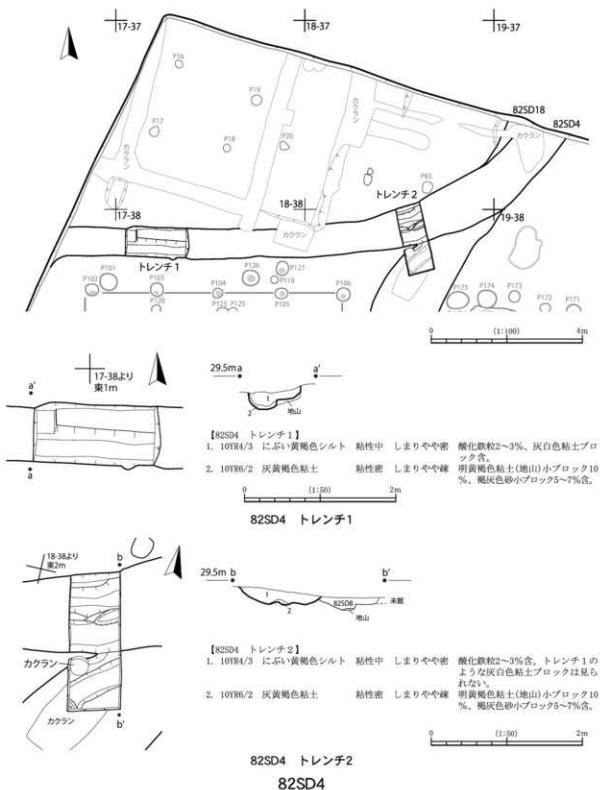 17-37
18-37
19-37
P16
P19
カクラン
82SD18
82SD4
カクラン
P17
カクラン
P18
P20
カクラン
P65
トレンチ2
17-38
18-38
19-38
カクラン
トレンチ1
P101
P126
P127
P102
P103
P104
P119
P106
P175
P174
P173
P120
P125
P105
P172
P171
0 (1:100) 4m
17-38より
東1m
a'
a
29.5m a a'
1
2
地山
【82SD4 トレンチ1】
1. 10YR4/3 にぶい黄褐色シルト 粘性中 しまりやや密 酸化鉄粒2~3%、灰白色粘土ブロ
ック含。
2. 10YR6/2 灰黄褐色粘土 粘性密 しまりやや疎 明黄褐色粘土(地山)小ブロック10
%、褐灰色砂小ブロック5~7%含。
0 (1:50) 2m
82SD4 トレンチ1
18-38より
東2m
b
カクラン
カクラン
b'
29.5m b b'
1
2
82SD8
未掘
地山
【82SD4 トレンチ2】
1. 10YR4/3 にぶい黄褐色シルト 粘性中 しまりやや密 酸化鉄粒2~3%含。トレンチ1の
ような灰白色粘土ブロックは見ら
れない。
2. 10YR6/2 灰黄褐色粘土 粘性密 しまりやや疎 明黄褐色粘土(地山)小ブロック10
%、褐灰色砂小ブロック5~7%含。
0 (1:50) 2m
82SD4 トレンチ2
82SD4